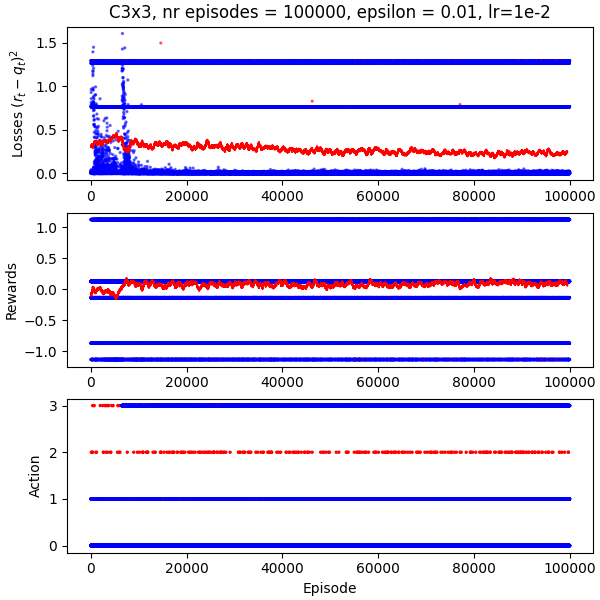 C3x3, nr episodes = 100000, epsilon = 0.01, lr=1e-2
Losses $(r_t - q_t)^2$
1.5
1.0
0.5
0.0
0 20000 40000 60000 80000 100000
Rewards
1.0
0.5
0.0
−0.5
−1.0
0 20000 40000 60000 80000 100000
Action
3
2
1
0
0 20000 40000 60000 80000 100000
Episode